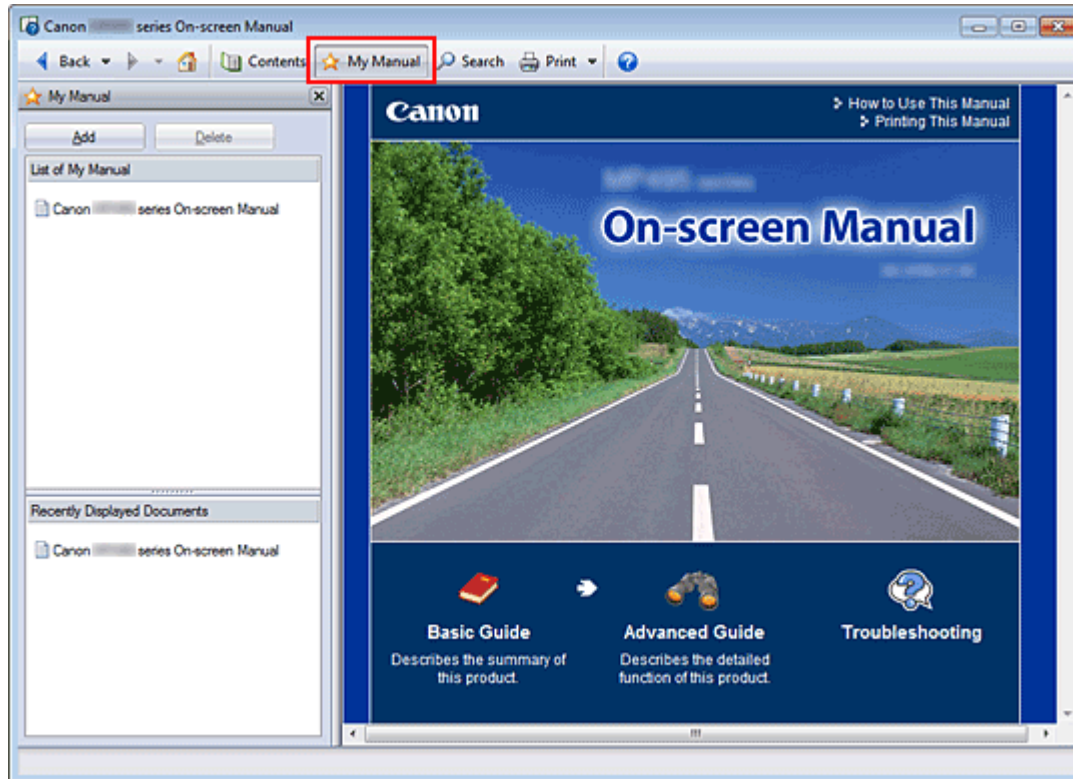 Canon series On-screen Manual
Back Contents My Manual Search Print
My Manual
Add Delete
List of My Manual
Canon series On-screen Manual
Recently Displayed Documents
Canon series On-screen Manual
Canon
How to Use This Manual
Printing This Manual
series
On-screen Manual
Basic Guide
Describes the summary of
this product.
Advanced Guide
Describes the detailed
function of this product.
Troubleshooting